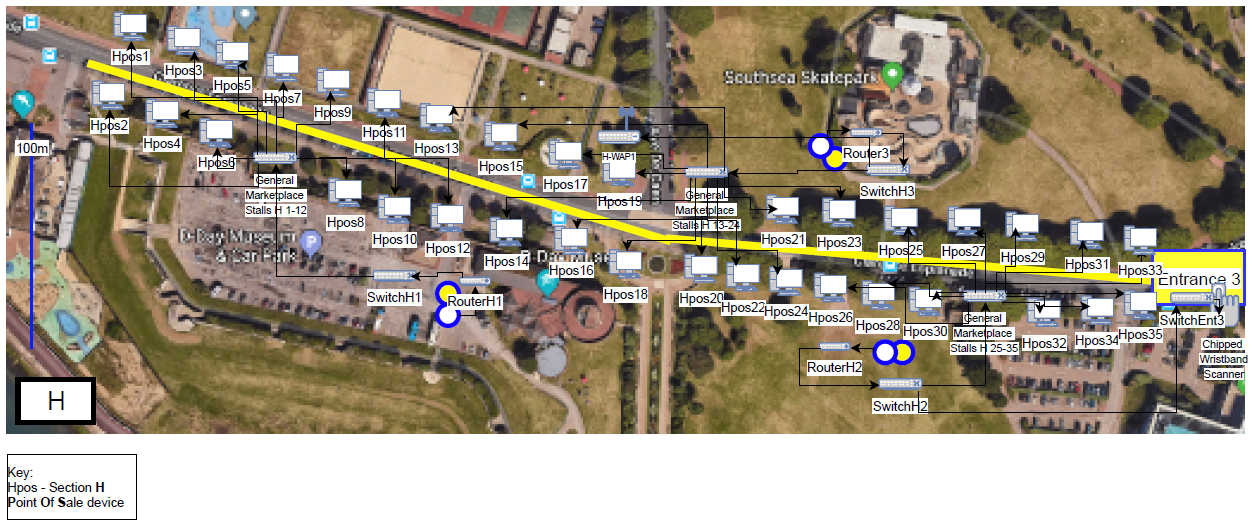 Hpos1
Hpos3
Hpos5
Hpos7
Hpos9
Hpos11
Hpos13
Hpos15
Hpos17
H-WAP1
Hpos19
Hpos2
Hpos4
Hpos6
100m
General
Marketplace
Stalls H 1-12
Hpos8
Hpos10
Hpos12
Hpos14
Hpos16
Hpos18
Southsea Skatepark
Router3
SwitchH3
General
Marketplace
Stalls H 13-24
Hpos21
Hpos23
Hpos25
Hpos27
Hpos29
Hpos31
Hpos33
Entrance 3
D-Day Museum
& Car Park
SwitchH1
RouterH1
Hpos20
Hpos22
Hpos24
Hpos26
Hpos28
Hpos30
General
Marketplace
Stalls H 25-35
Hpos32
Hpos34
Hpos35
SwitchEnt3
Chipped
Wristband
Scanner
RouterH2
SwitchH2
H
Key:
Hpos - Section H
Point Of Sale device